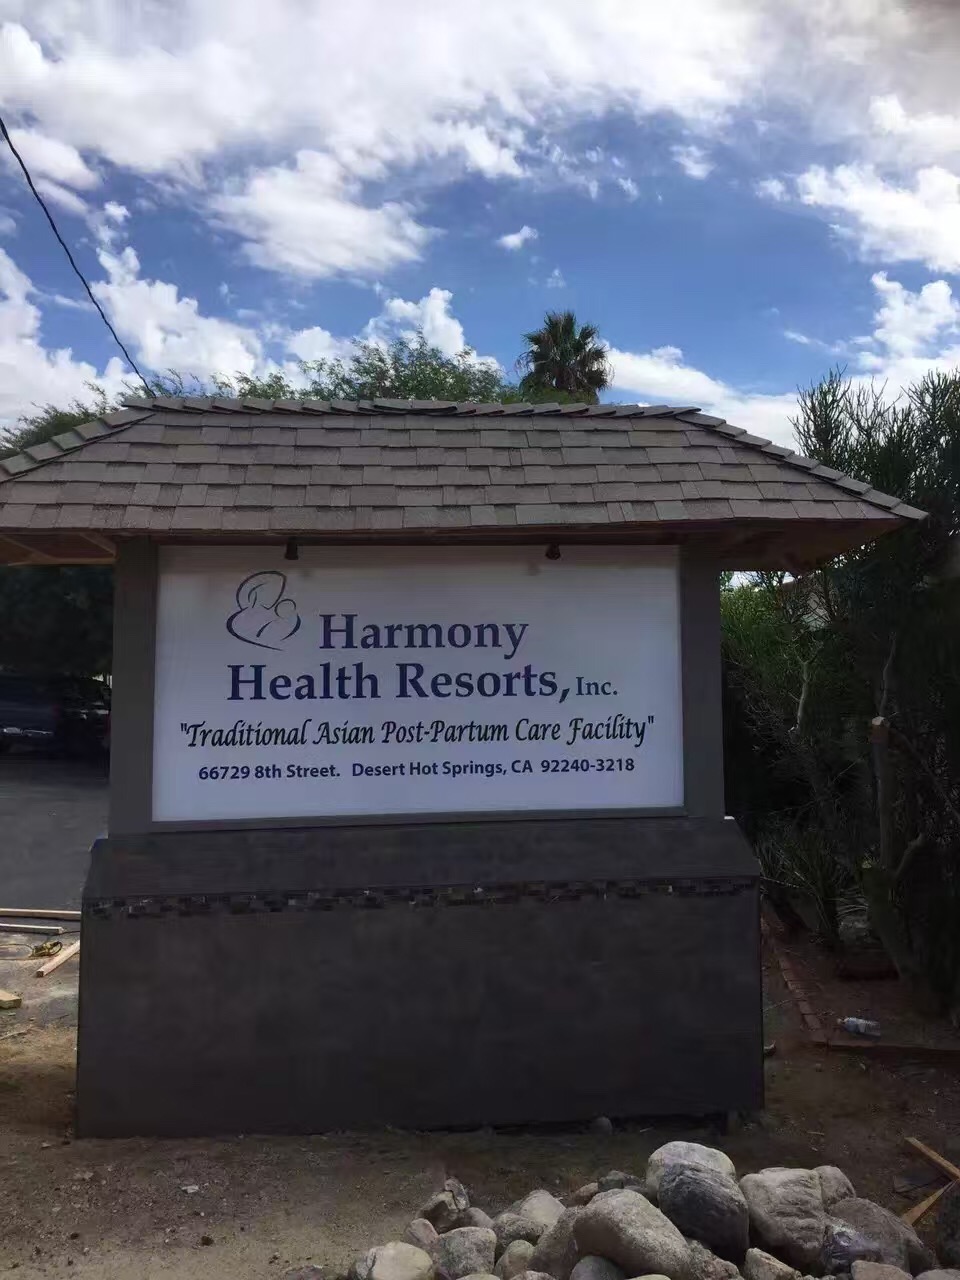 Harmony
Health Resorts, Inc.
"Traditional Asian Post-Partum Care Facility"
66729 8th Street. Desert Hot Springs, CA 92240-3218